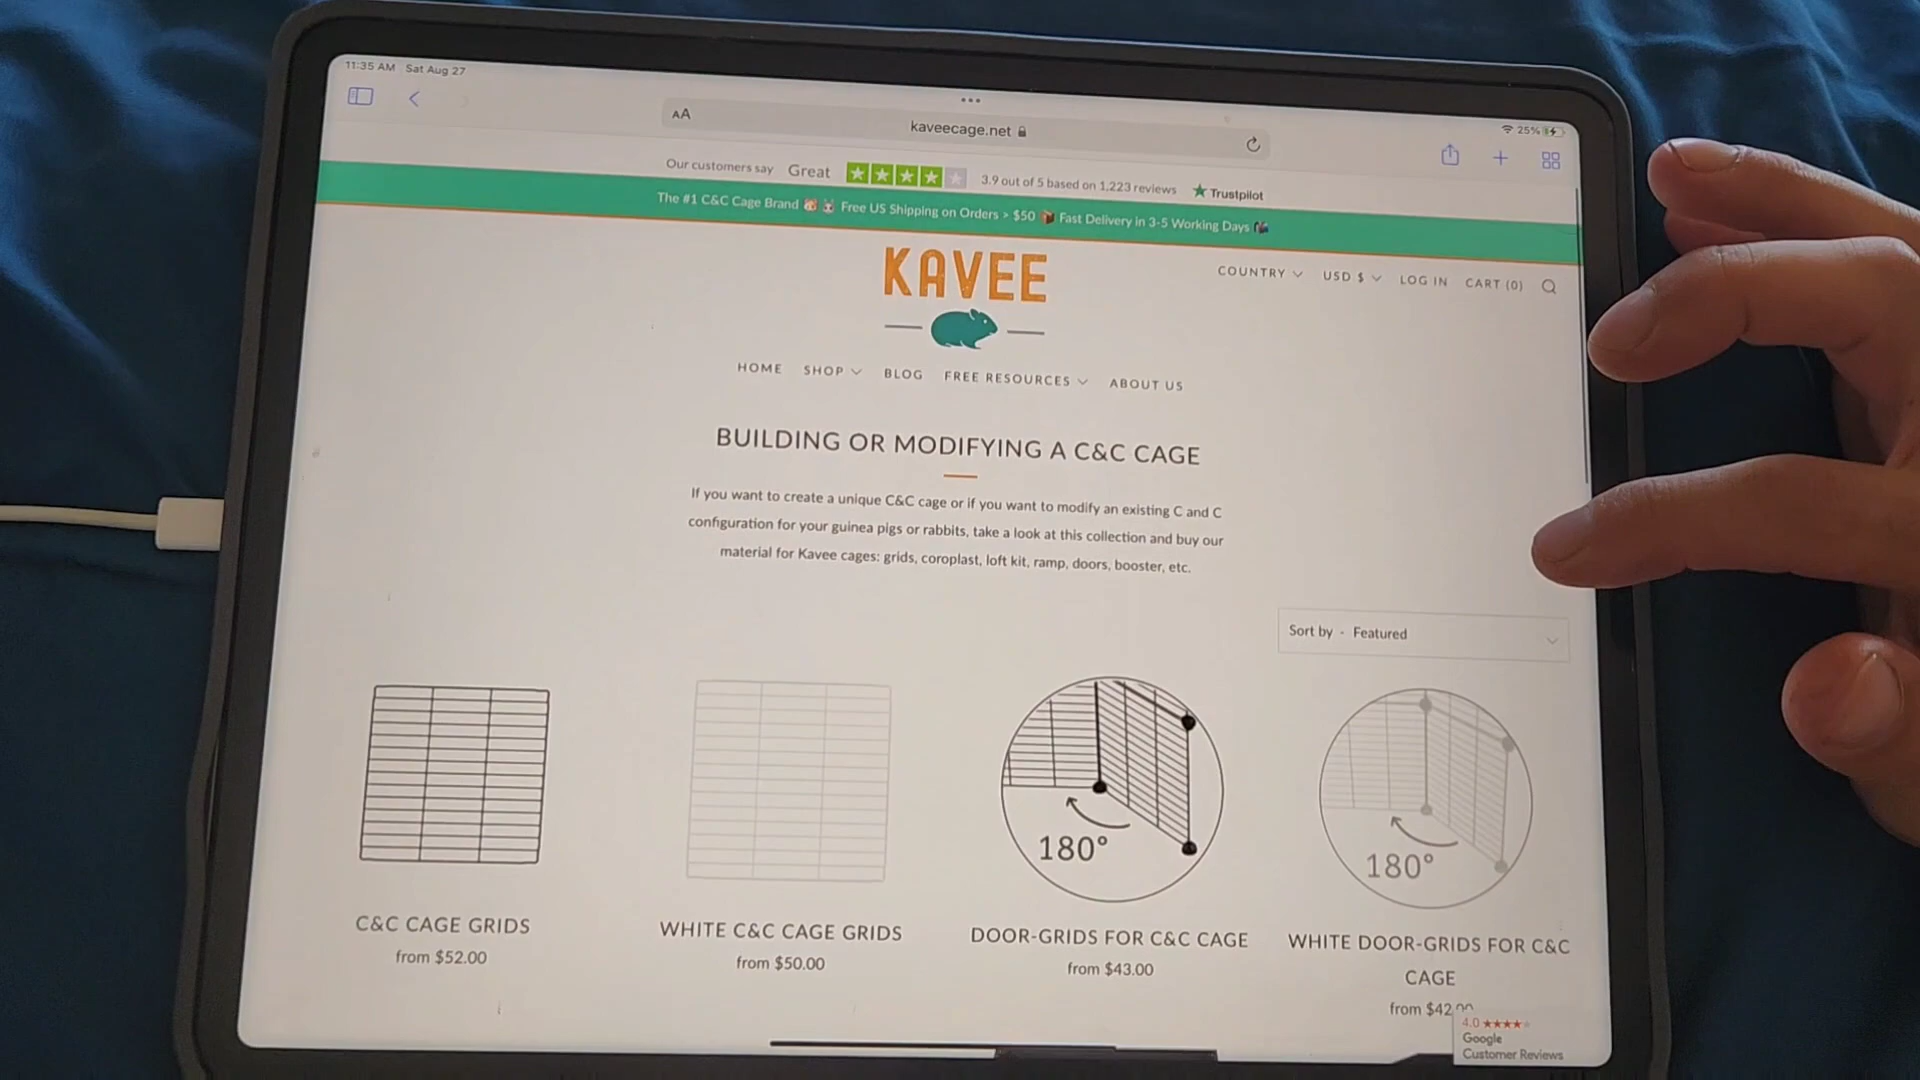 11:35 AM Sat Aug 27
25%
AA
kaveecage.net
Our customers say Great 3.9 out of 5 based on 1,223 reviews Trustpilot
The #1 C&C Cage Brand Free US Shipping on Orders > $50 Fast Delivery in 3-5 Working Days
KAVEE
COUNTRY USD $ LOG IN CART (0)
HOME SHOP BLOG FREE RESOURCES ABOUT US
BUILDING OR MODIFYING A C&C CAGE
If you want to create a unique C&C cage or if you want to modify an existing C and C
configuration for your guinea pigs or rabbits, take a look at this collection and buy our
material for Kavee cages: grids, coroplast, loft kit, ramp, doors, booster, etc.
Sort by - Featured
180°
180°
C&C CAGE GRIDS
from $52.00
WHITE C&C CAGE GRIDS
from $50.00
DOOR-GRIDS FOR C&C CAGE
from $43.00
WHITE DOOR-GRIDS FOR C&C
CAGE
from $42.00
4.0
Google
Customer Reviews